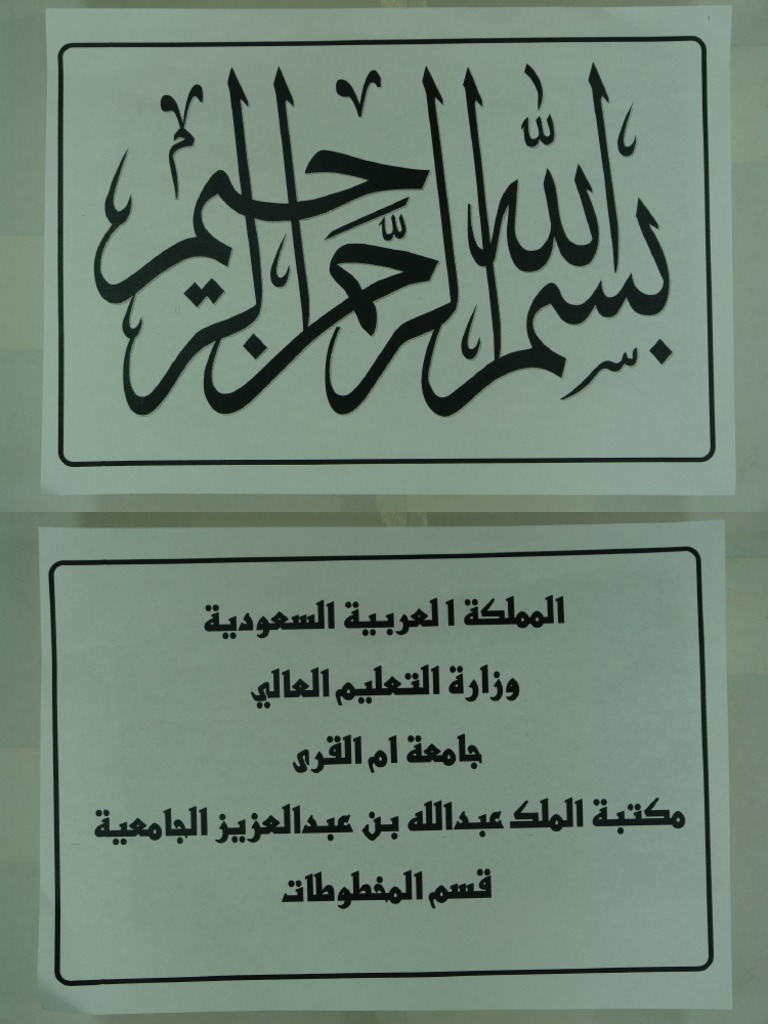 بسم الله الرحمن الرحيم
المملكة العربية السعودية
وزارة التعليم العالي
جامعة ام القرى
مكتبة الملك عبدالله بن عبدالعزيز الجامعية
قسم المخطوطات